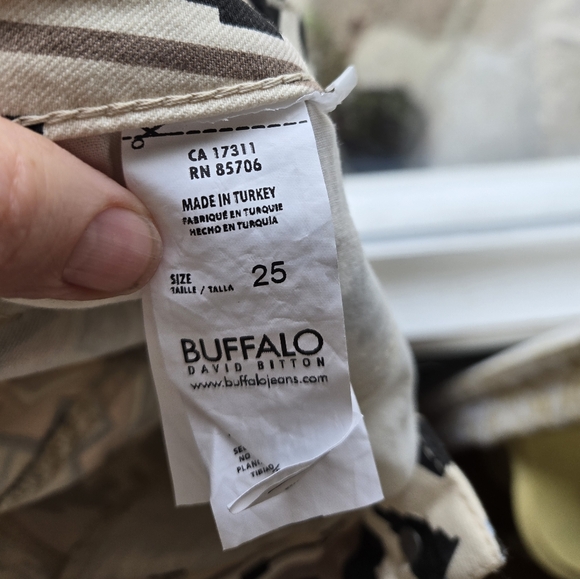 CA 17311
RN 85706
MADE IN TURKEY
FABRIQUÉ EN TURQUIE
HECHO EN TURQUÍA
SIZE 25
TAILLE / TALLA
BUFFALO
DAVID BITTON
www.buffalojeans.com
NO